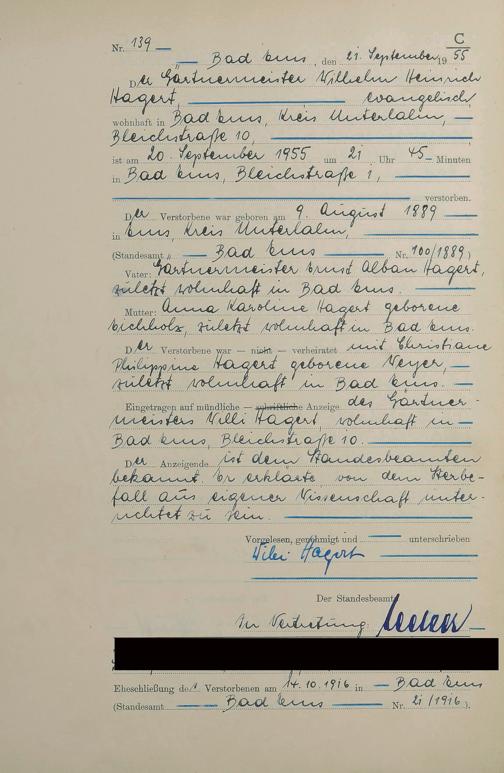 C
Nr. 139
Bad Ems, den 21. September 1955
Der Gärtnermeister Wilhelm Heinrich
Hagert, evangelisch
wohnhaft in Bad Ems, Kreis Unterlahn,
Bleichstraße 10,
ist am 20. September 1955 um 21 Uhr 45 Minuten
in Bad Ems, Bleichstraße 1,
verstorben.
Der Verstorbene war geboren am 9. August 1889
in Ems, Kreis Unterlahn,
(Standesamt Bad Ems Nr. 100/1889)
Vater: Gärtnermeister Ernst Alban Hagert,
zuletzt wohnhaft in Bad Ems.
Mutter: Anna Karoline Hagert geborene
Eichholz, zuletzt wohnhaft in Bad Ems.
Der Verstorbene war — nicht — verheiratet mit Christiane
Philippine Hagert geborene
zuletzt wohnhaft in Bad Ems.
Eingetragen auf mündliche — schriftliche Anzeige des Gärtner-
meisters Willi Hagert, wohnhaft in
Bad Ems, Bleichstraße 10.
Der Anzeigende ist dem Standesbeamten
bekannt. Er erklärte von dem Sterbe-
fall aus eigener Wissenschaft unter-
richtet zu sein.
Vorgelesen, genehmigt und unterschrieben
Willi Hagert
Der Standesbeamte
In Vertretung:
Eheschließung des Verstorbenen am 14.10.1916 in Bad Ems
(Standesamt Bad Ems Nr. 21/1916).